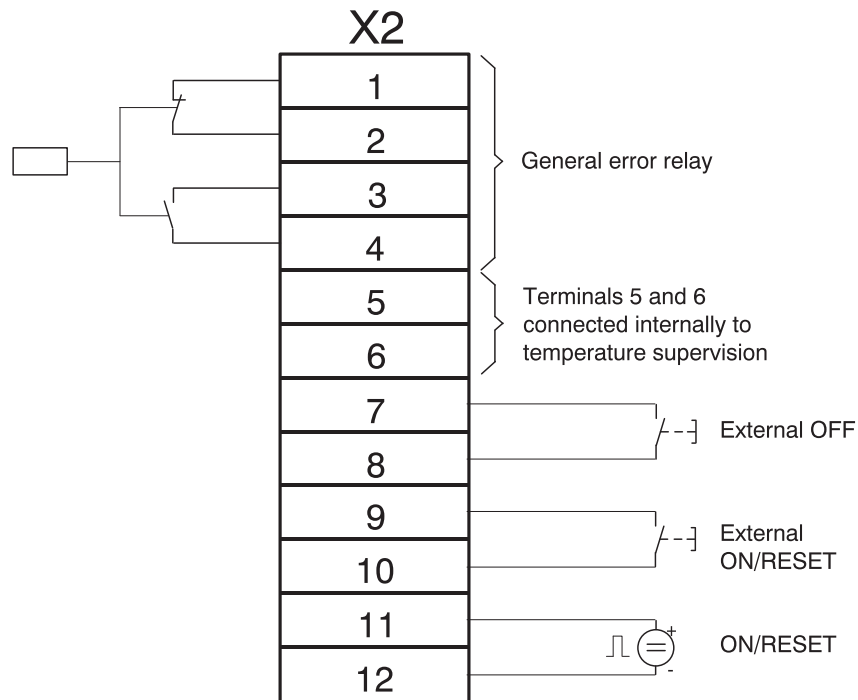 X2
1
2
3
4
5
6
7
8
9
10
11
12
General error relay
Terminals 5 and 6
connected internally to
temperature supervision
External OFF
External
ON/RESET
+
-
ON/RESET